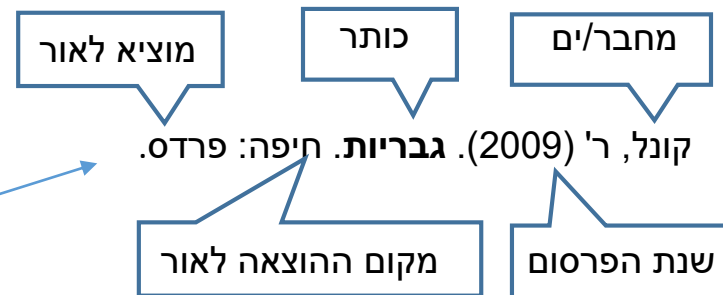 מחבר/ים
כותר
מוציא לאור
קונל, ר' (2009). גבריות. חיפה: פרדס.
שנת הפרסום
מקום ההוצאה לאור